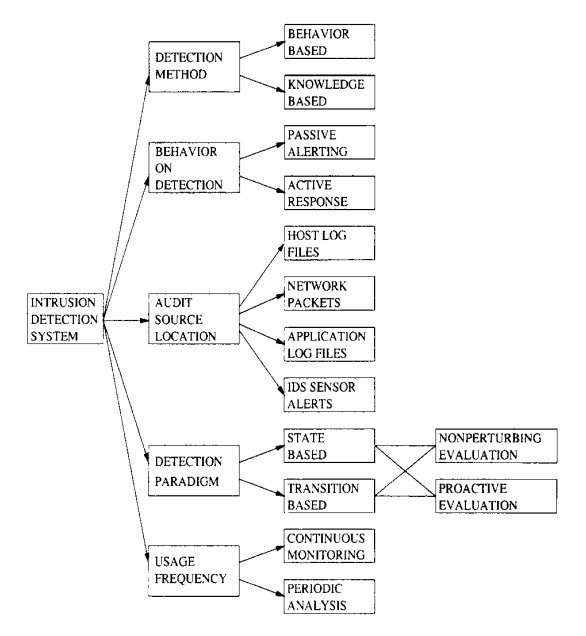 BEHAVIOR
BASED
DETECTION
METHOD
KNOWLEDGE
BASED
BEHAVIOR
ON
DETECTION
PASSIVE
ALERTING
ACTIVE
RESPONSE
HOST LOG
FILES
NETWORK
PACKETS
INTRUSION
DETECTION
SYSTEM
AUDIT
SOURCE
LOCATION
APPLICATION
LOG FILES
IDS SENSOR
ALERTS
DETECTION
PARADIGM
STATE
BASED
NONPERTURBING
EVALUATION
TRANSITION
BASED
PROACTIVE
EVALUATION
USAGE
FREQUENCY
CONTINUOUS
MONITORING
PERIODIC
ANALYSIS